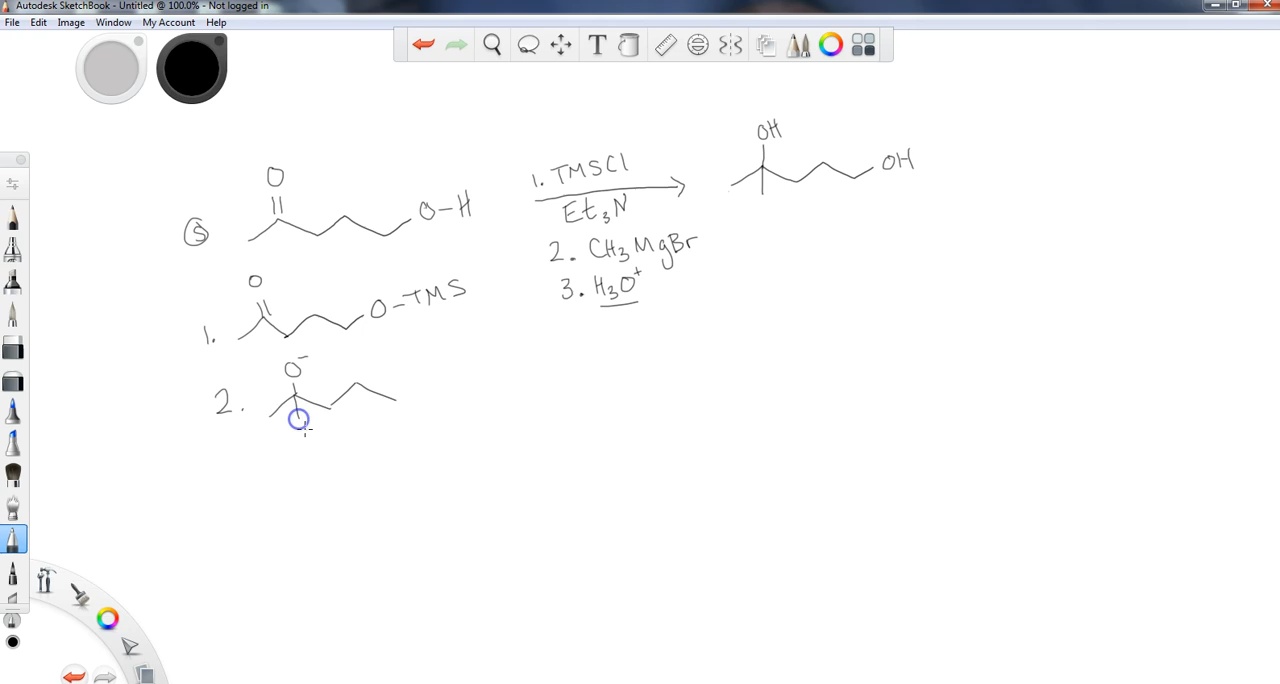 Autodesk SketchBook - Untitled @ 100.0% - Not logged in
File Edit Image Window My Account Help
T
OH
O
1. TMSCl
OH
⑤
O-H
Et₃N
2. CH₃MgBr
3. H₃O⁺
O
1.
O-TMS
O⁻
2.